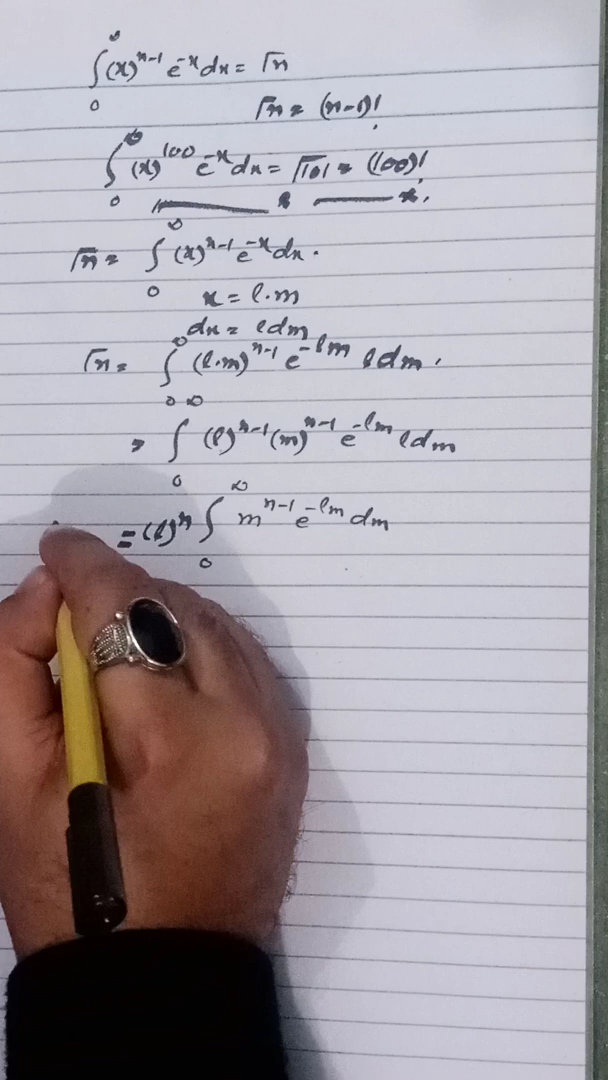 ∫₀^∞ (x)^{n-1} e^{-x} dx = Γn
Γn = (n-1)!
∫₀^∞ (x)^{100} e^{-x} dx = Γ101 = (100)!
Γn = ∫₀^∞ (x)^{n-1} e^{-x} dx.
x = l.m
dx = l dm
Γn = ∫₀^∞ (l.m)^{n-1} e^{-lm} l dm.
= ∫₀^∞ (l)^{n-1} (m)^{n-1} e^{-lm} l dm
= (l)^n ∫₀^∞ m^{n-1} e^{-lm} dm